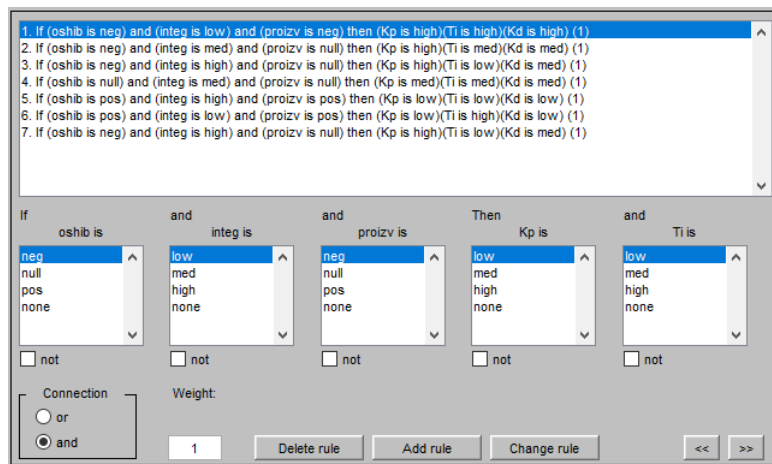 1. If (oshib is neg) and (integ is low) and (proizv is neg) then (Kp is high)(Ti is high)(Kd is high) (1)
2. If (oshib is neg) and (integ is med) and (proizv is null) then (Kp is high)(Ti is med)(Kd is med) (1)
3. If (oshib is neg) and (integ is high) and (proizv is null) then (Kp is high)(Ti is low)(Kd is med) (1)
4. If (oshib is null) and (integ is med) and (proizv is null) then (Kp is med)(Ti is med)(Kd is med) (1)
5. If (oshib is pos) and (integ is high) and (proizv is pos) then (Kp is low)(Ti is low)(Kd is low) (1)
6. If (oshib is pos) and (integ is low) and (proizv is pos) then (Kp is low)(Ti is high)(Kd is low) (1)
7. If (oshib is neg) and (integ is high) and (proizv is null) then (Kp is high)(Ti is low)(Kd is med) (1)
If and and Then and
oshib is integ is proizv is Kp is Ti is
neg low neg low low
null med null med med
pos high pos high high
none none none none none
not not not not not
Connection Weight:
or
and 1 Delete rule Add rule Change rule << >>